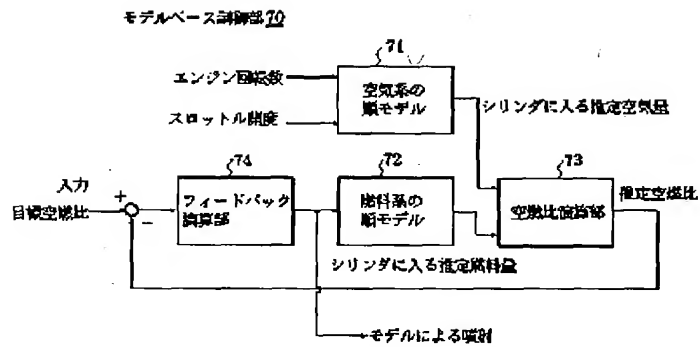 モデルベース制御部 70
71
エンジン回転数
空気系の
順モデル
スロットル開度
シリンダに入る推定空気量
74
72
73
入力
目標空燃比
+
−
フィードバック
演算部
燃料系の
順モデル
空燃比演算部
推定空燃比
シリンダに入る推定燃料量
モデルによる噴射